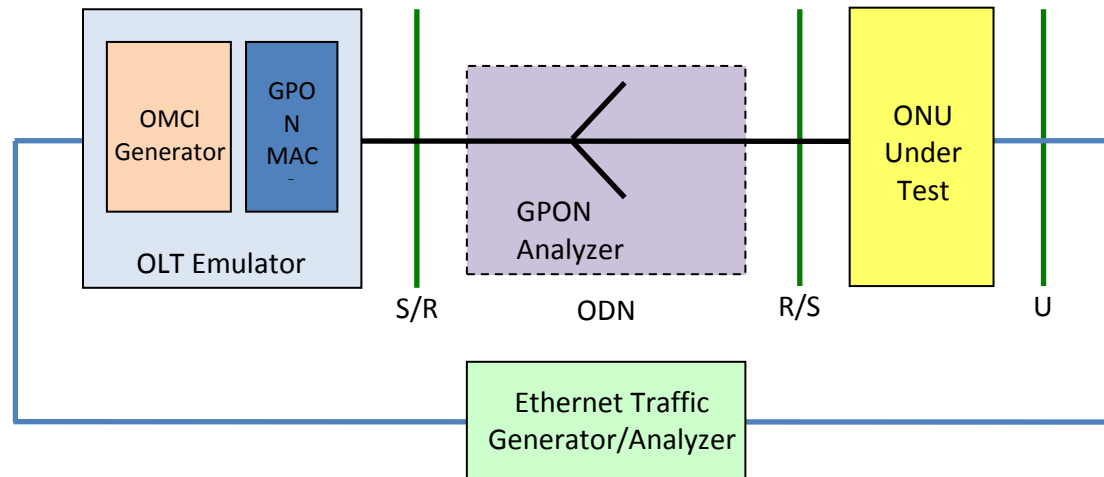 OMCI
Generator
GPO
N
MAC
OLT Emulator
S/R
GPON
Analyzer
ODN
R/S
ONU
Under
Test
U
Ethernet Traffic
Generator/Analyzer